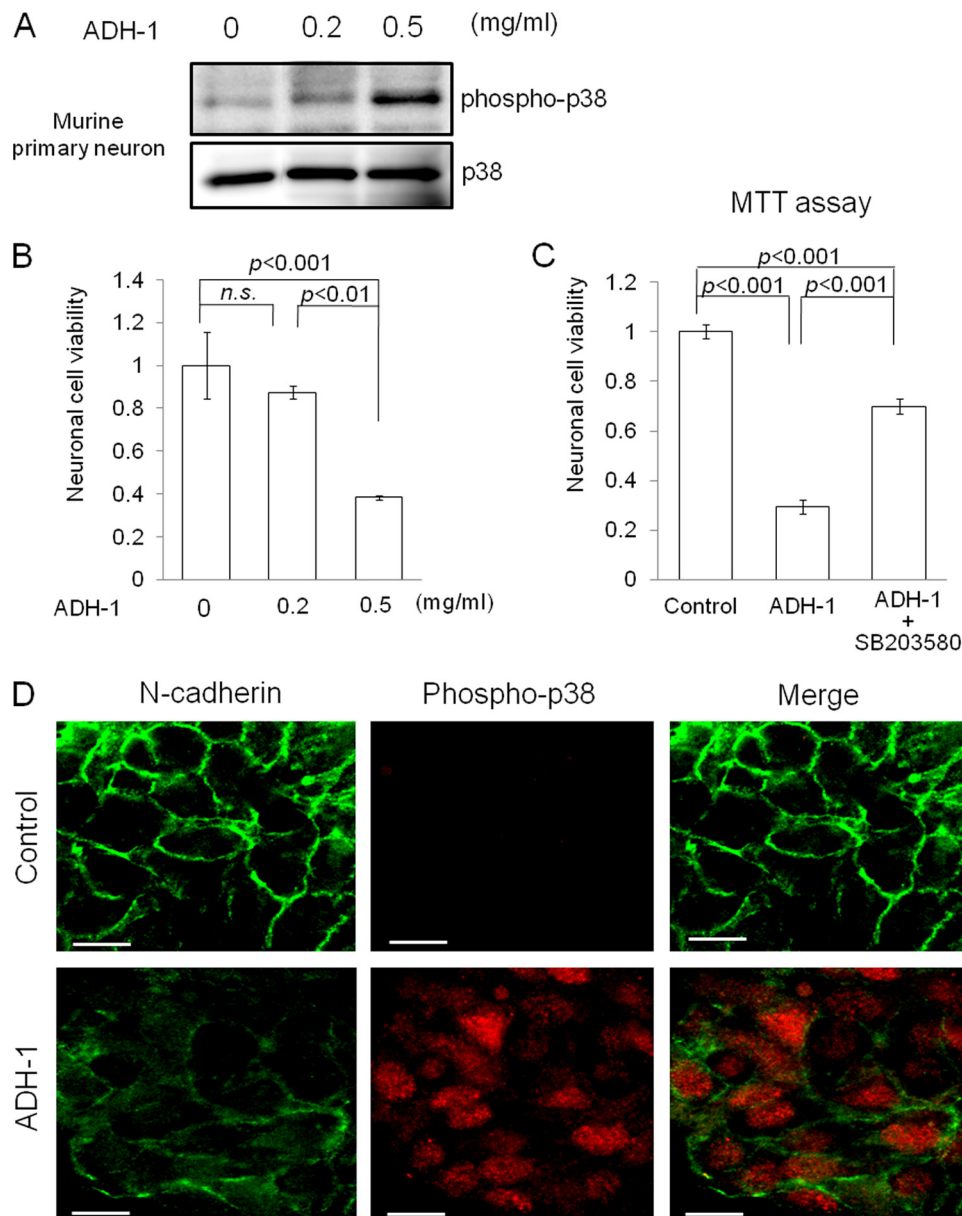 A
ADH-1 0 0.2 0.5 (mg/ml)
Murine
primary neuron
phospho-p38
p38
MTT assay
B
Neuronal cell viability
1.4
1.2
1
0.8
0.6
0.4
0.2
0
p<0.001
n.s.
p<0.01
ADH-1 0 0.2 0.5 (mg/ml)
C
Neuronal cell viability
1.2
1
0.8
0.6
0.4
0.2
0
p<0.001
p<0.001 p<0.001
Control ADH-1 ADH-1
+
SB203580
D
N-cadherin Phospho-p38 Merge
Control
ADH-1